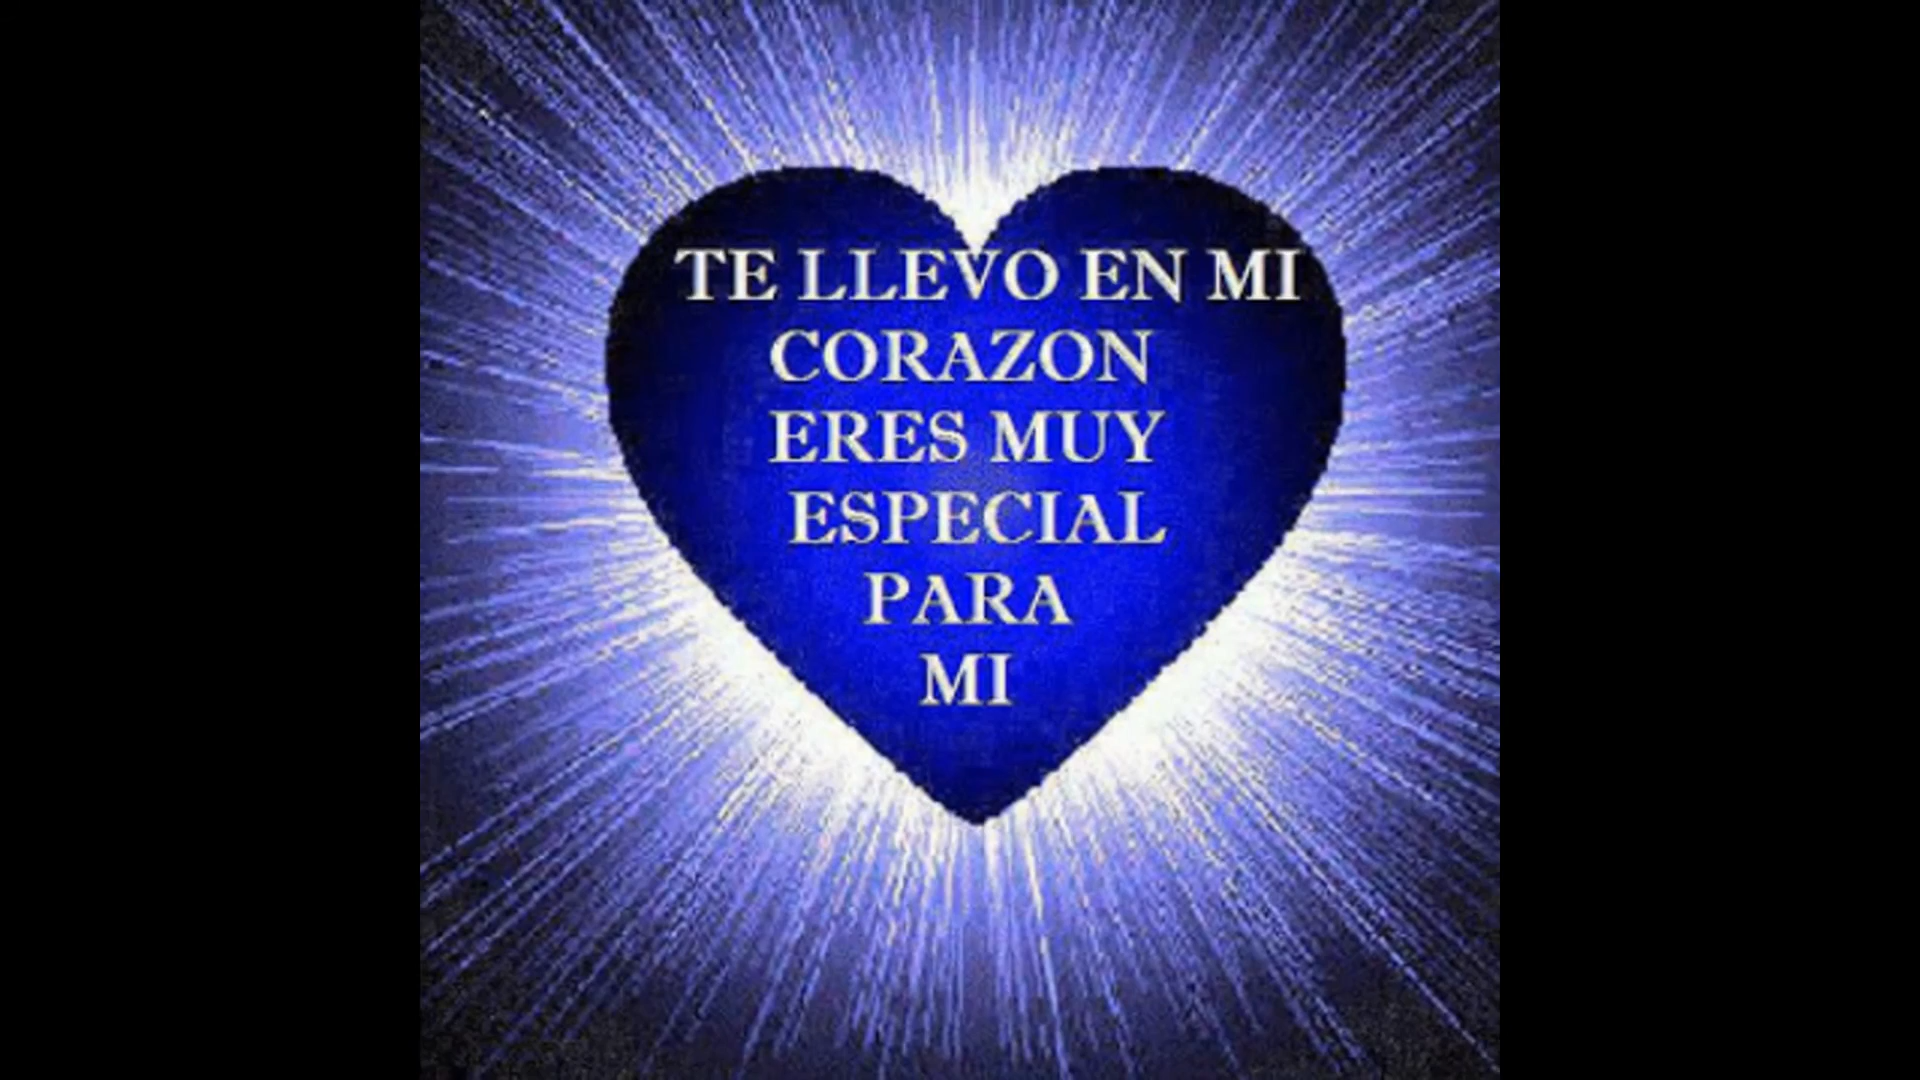 TE LLEVO EN MI
CORAZON
ERES MUY
ESPECIAL
PARA
MI